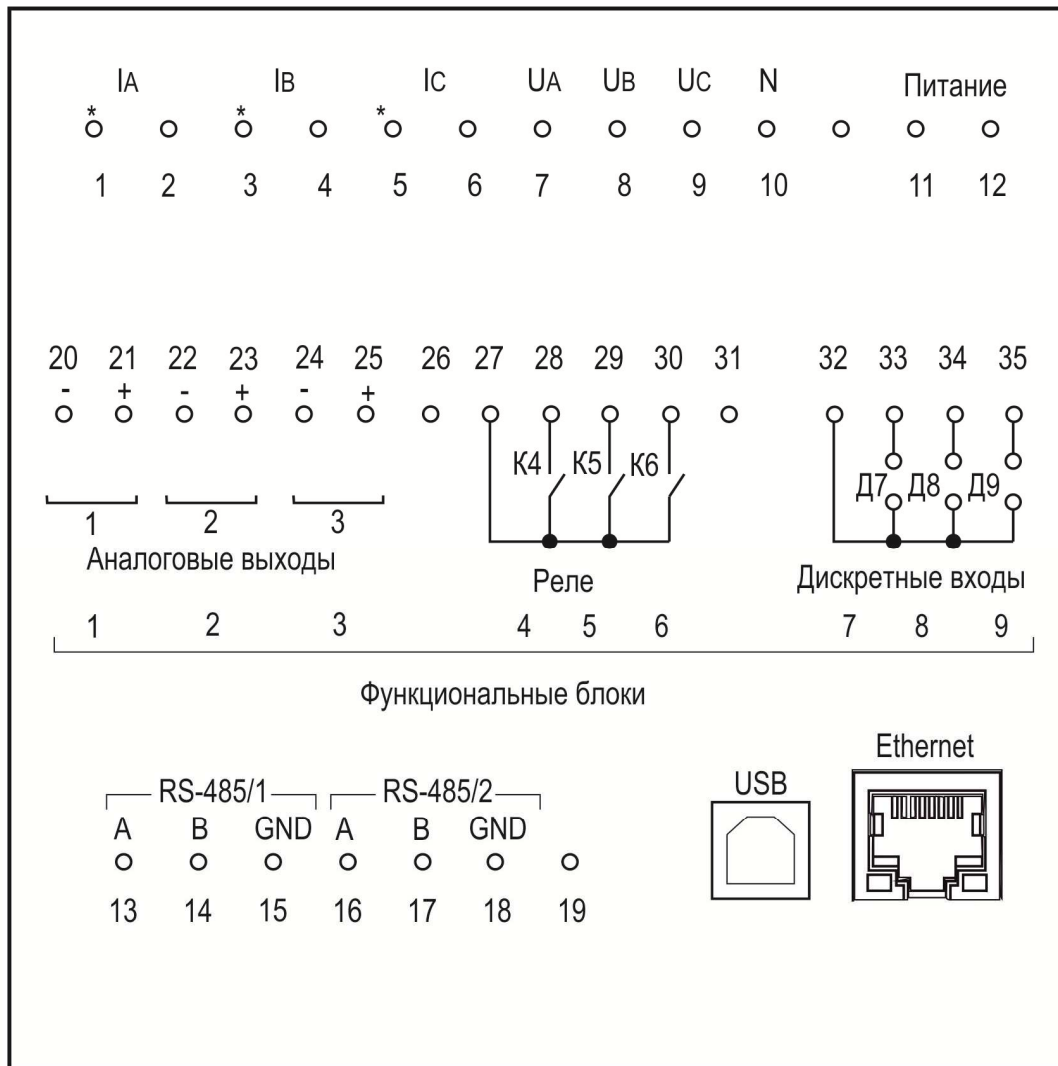 IA IB IC UA UB UC N Питание
* * *
1 2 3 4 5 6 7 8 9 10 11 12
20 21 22 23 24 25 26 27 28 29 30 31 32 33 34 35
- + - + - +
К4 К5 К6 Д7 Д8 Д9
1 2 3
Аналоговые выходы
Реле Дискретные входы
1 2 3 4 5 6 7 8 9
Функциональные блоки
Ethernet
RS-485/1 RS-485/2 USB
A B GND A B GND
13 14 15 16 17 18 19